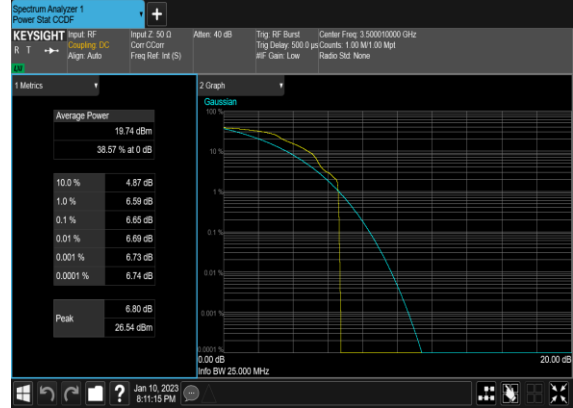 Spectrum Analyzer 1
Power Stat CCDF
+
KEYSIGHT
R T
LW
Input: RF
Coupling: DC
Align: Auto
Input Z: 50 Ω
Corr CCorr
Freq Ref: Int (S)
Atten: 40 dB
Trig: RF Burst
Trig Delay: 500.0 µs
#IF Gain: Low
Center Freq: 3.500010000 GHz
Counts: 1.00 M/1.00 Mpt
Radio Std: None
1 Metrics
Average Power
19.74 dBm
38.57 % at 0 dB
10.0 % 4.87 dB
1.0 % 6.59 dB
0.1 % 6.65 dB
0.01 % 6.69 dB
0.001 % 6.73 dB
0.0001 % 6.74 dB
Peak
6.80 dB
26.54 dBm
2 Graph
Gaussian
100 %
10 %
1 %
0.1 %
0.01 %
0.001 %
0.0001 %
0.00 dB 20.00 dB
Info BW 25.000 MHz
?
Jan 10, 2023
8:11:15 PM